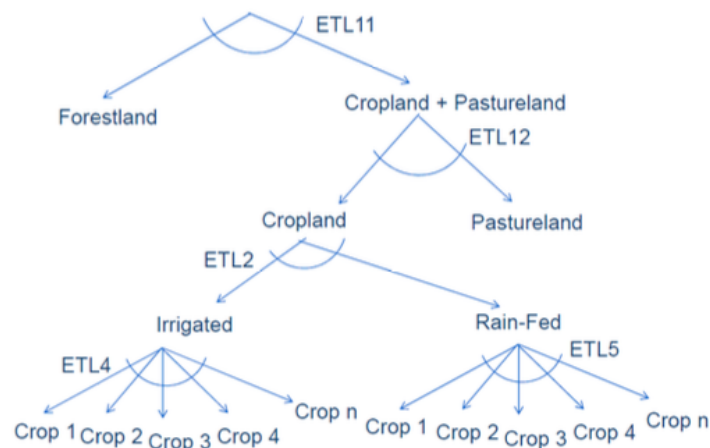 ETL11
Forestland
Cropland + Pastureland
ETL12
Cropland
Pastureland
ETL2
Irrigated
Rain-Fed
ETL4
ETL5
Crop 1 Crop 2 Crop 3 Crop 4 Crop n
Crop 1 Crop 2 Crop 3 Crop 4 Crop n